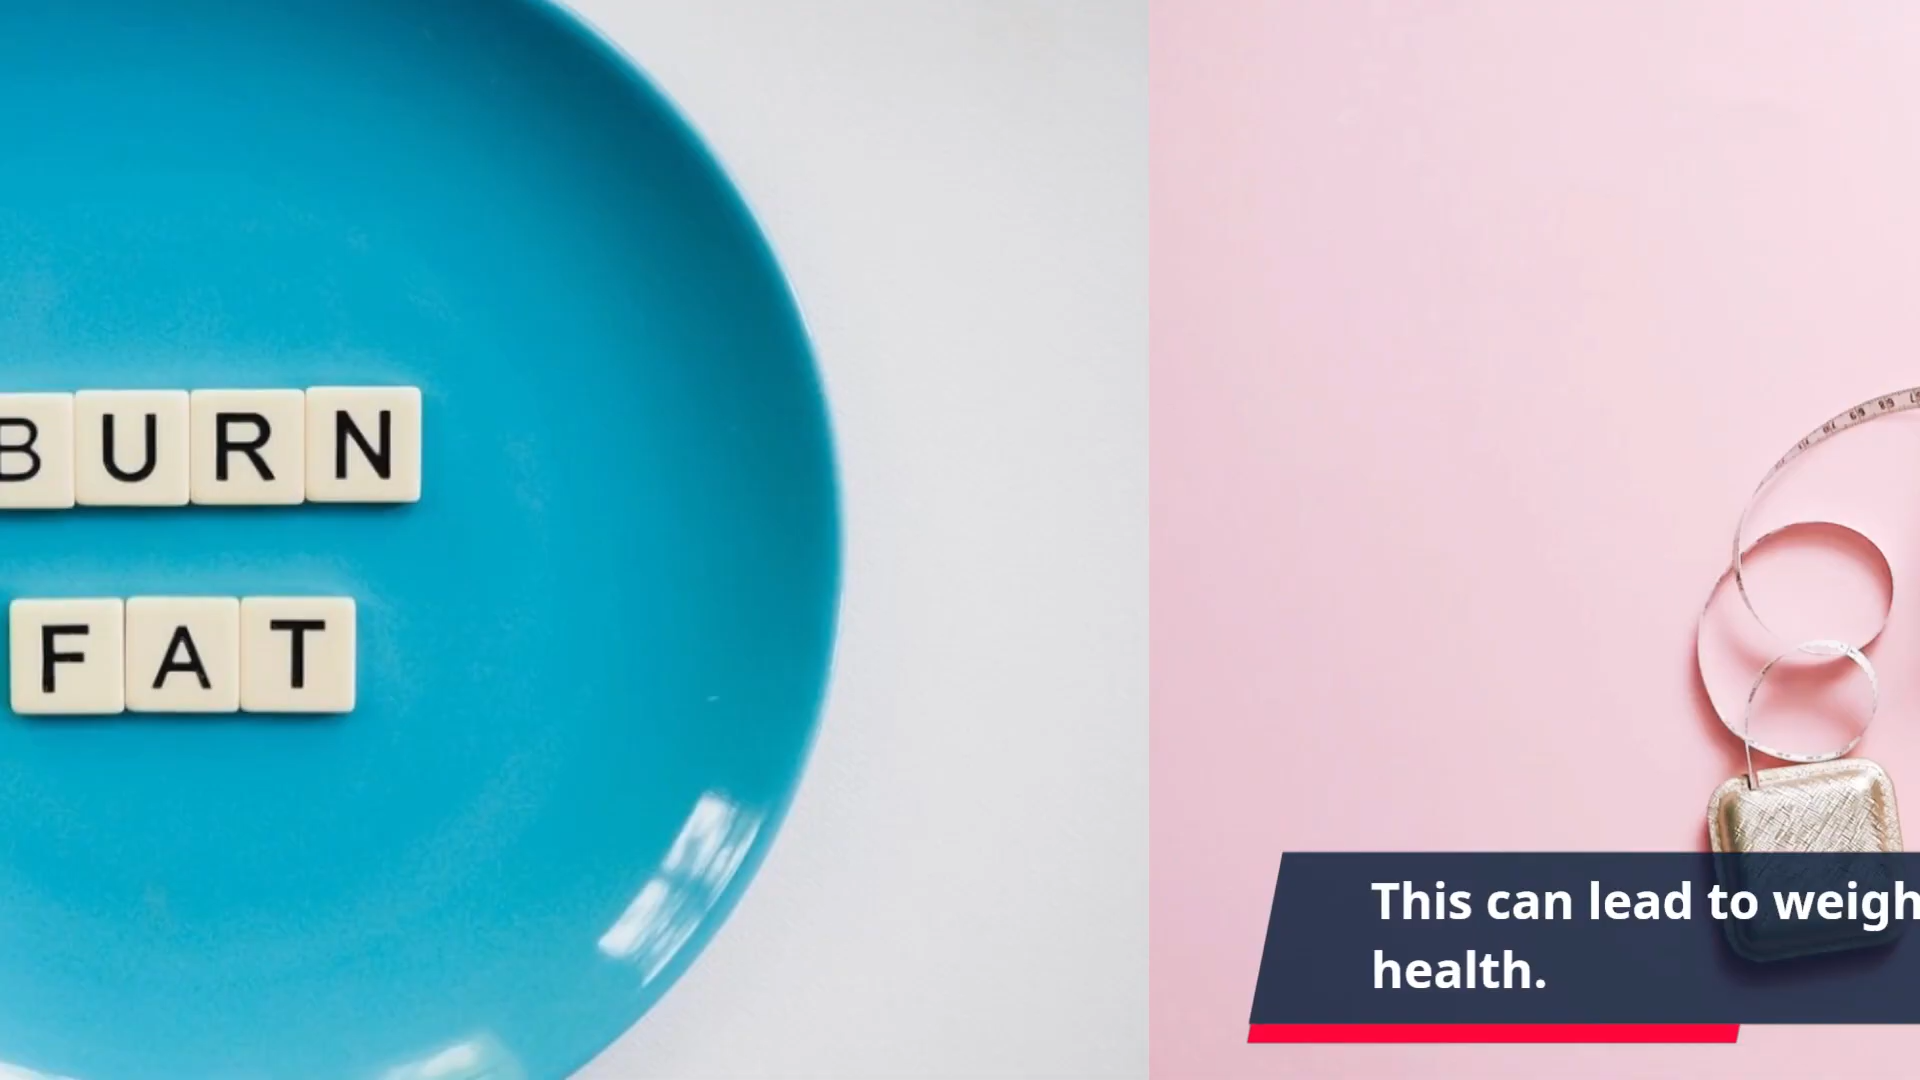 BURN
FAT
This can lead to weigh
health.